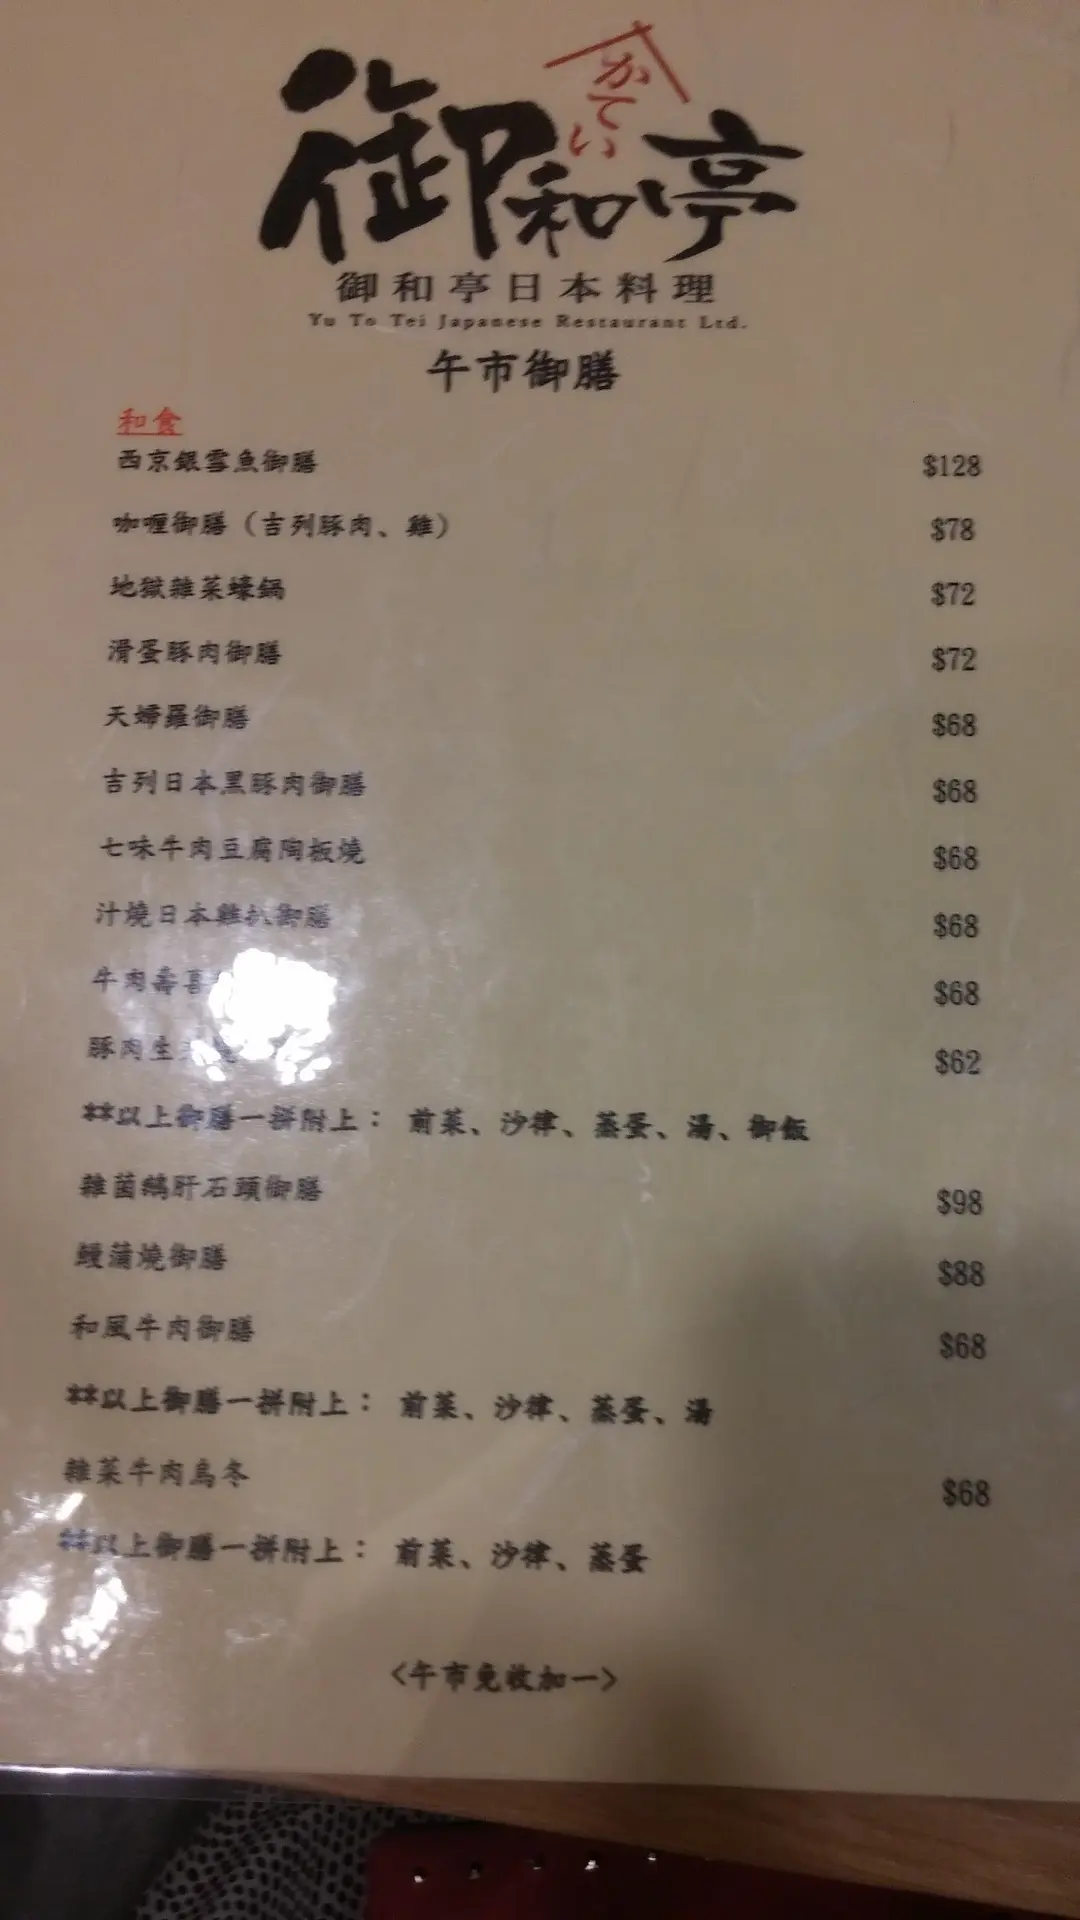 かてい
御和亭
御和亭日本料理
Yu To Tei Japanese Restaurant Ltd.
午市御膳
和食
西京銀雪魚御膳 $128
咖喱御膳（吉列豚肉、雞） $78
地獄雜菜蠔鍋 $72
滑蛋豚肉御膳 $72
天婦羅御膳 $68
吉列日本黑豚肉御膳 $68
七味牛肉豆腐陶板燒 $68
汁燒日本雞扒御膳 $68
牛肉壽喜 $68
豚肉生 $62
**以上御膳一拼附上： 前菜、沙律、蒸蛋、湯、御飯
雜菌鵝肝石頭御膳 $98
鰻蒲燒御膳 $88
和風牛肉御膳 $68
**以上御膳一拼附上： 前菜、沙律、蒸蛋、湯
雜菜牛肉烏冬 $68
**以上御膳一拼附上： 前菜、沙律、蒸蛋
<午市免收加一>